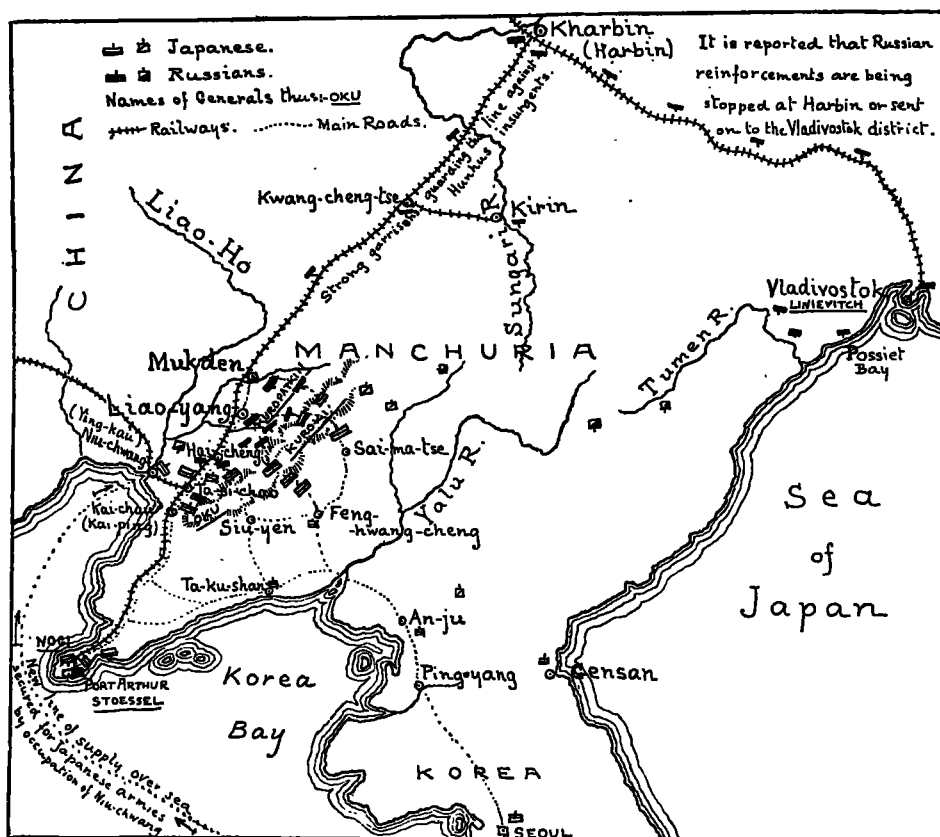 Japanese.
Russians.
Names of Generals thus:-OKU
Railways. Main Roads.
Kharbin
(Harbin)
It is reported that Russian
reinforcements are being
stopped at Harbin or sent
on to the Vladivostok district.
Strong garrisons guarding the line against
Hunhus insurgents.
CHINA
Liao-Ho
Kwang-cheng-tse
Kirin
Sungari R.
Vladivostok
LINIEVITCH
Possiet
Bay
Tumen R.
MANCHURIA
Mukden
Liao-yang
KUROPATKIN
KUROKI
(Ying-kau)
Niu-chwang
Hai-cheng
Sai-ma-tse
Yalu R.
Ta-shi-chao
OKU
Kai-chau
(Kai-ping)
Siu-yen
Feng-
-hwang-cheng
Sea
of
Japan
Ta-ku-shan
An-ju
NOGI
PORT ARTHUR
STOESSEL
Korea
Bay
Ping-yang
Gensan
New line of supply over sea
secured for Japanese armies
by occupation of Niu-chwang
KOREA
SEOUL